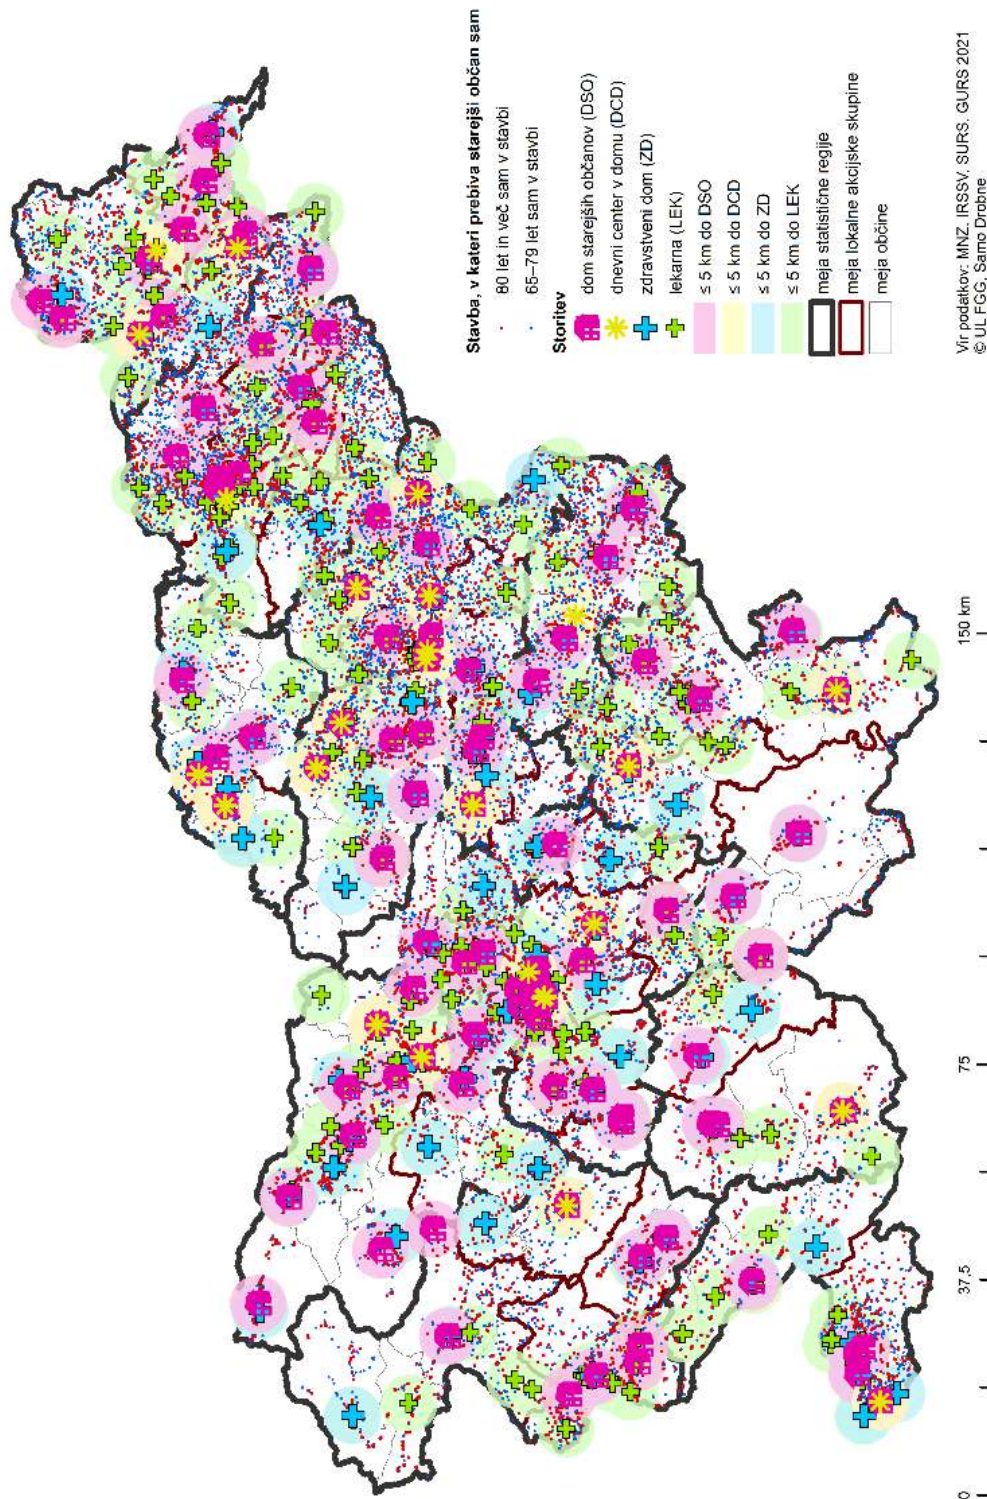 Stavba, v kateri prebiva starejši občan sam
80 let in več sam v stavbi
65–79 let sam v stavbi
Storitev
dom starejših občanov (DSO)
dnevni center v domu (DCD)
zdravstveni dom (ZD)
lekarna (LEK)
≤ 5 km do DSO
≤ 5 km do DCD
≤ 5 km do ZD
≤ 5 km do LEK
meja statistične regije
meja lokalne akcijske skupine
meja občine
Vir podatkov: MNZ, IRSSV, SURS, GURS 2021
© UL FGG, Samo Drobne
0 37,5 75 150 km